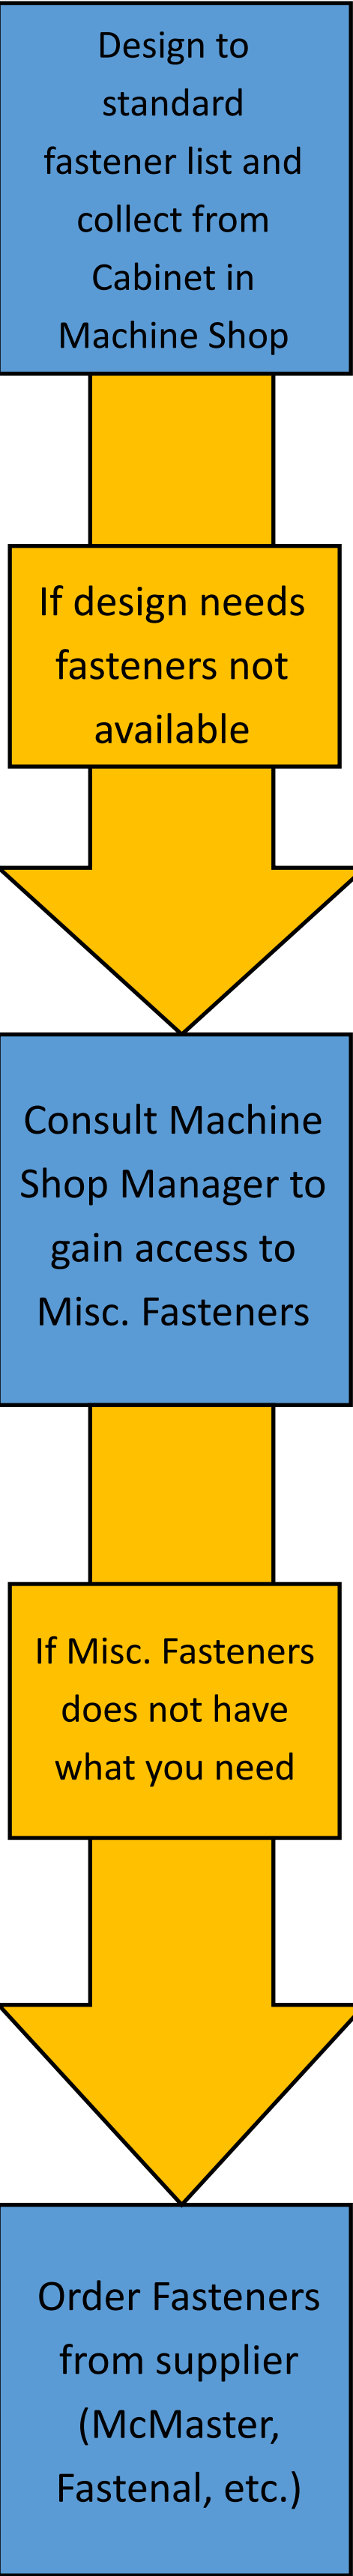 Design to
standard
fastener list and
collect from
Cabinet in
Machine Shop
If design needs
fasteners not
available
Consult Machine
Shop Manager to
gain access to
Misc. Fasteners
If Misc. Fasteners
does not have
what you need
Order Fasteners
from supplier
(McMaster,
Fastenal, etc.)